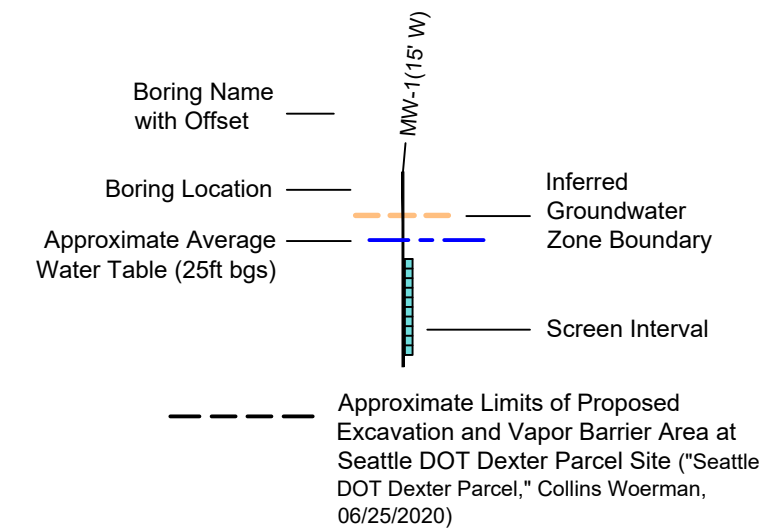 MW-1(15' W)
Boring Name
with Offset
Boring Location
Inferred
Groundwater
Zone Boundary
Approximate Average
Water Table (25ft bgs)
Screen Interval
Approximate Limits of Proposed
Excavation and Vapor Barrier Area at
Seattle DOT Dexter Parcel Site ("Seattle
DOT Dexter Parcel," Collins Woerman,
06/25/2020)